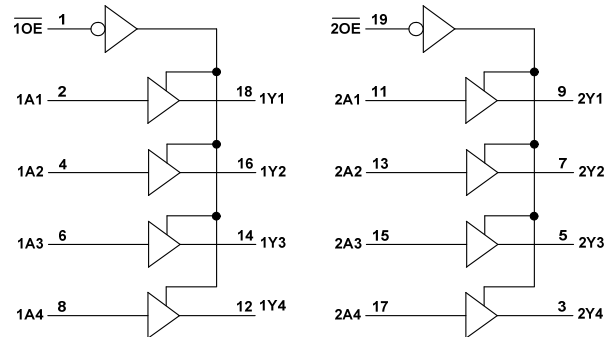 1OE 1
1A1 2 18 1Y1
1A2 4 16 1Y2
1A3 6 14 1Y3
1A4 8 12 1Y4
2OE 19
2A1 11 9 2Y1
2A2 13 7 2Y2
2A3 15 5 2Y3
2A4 17 3 2Y4